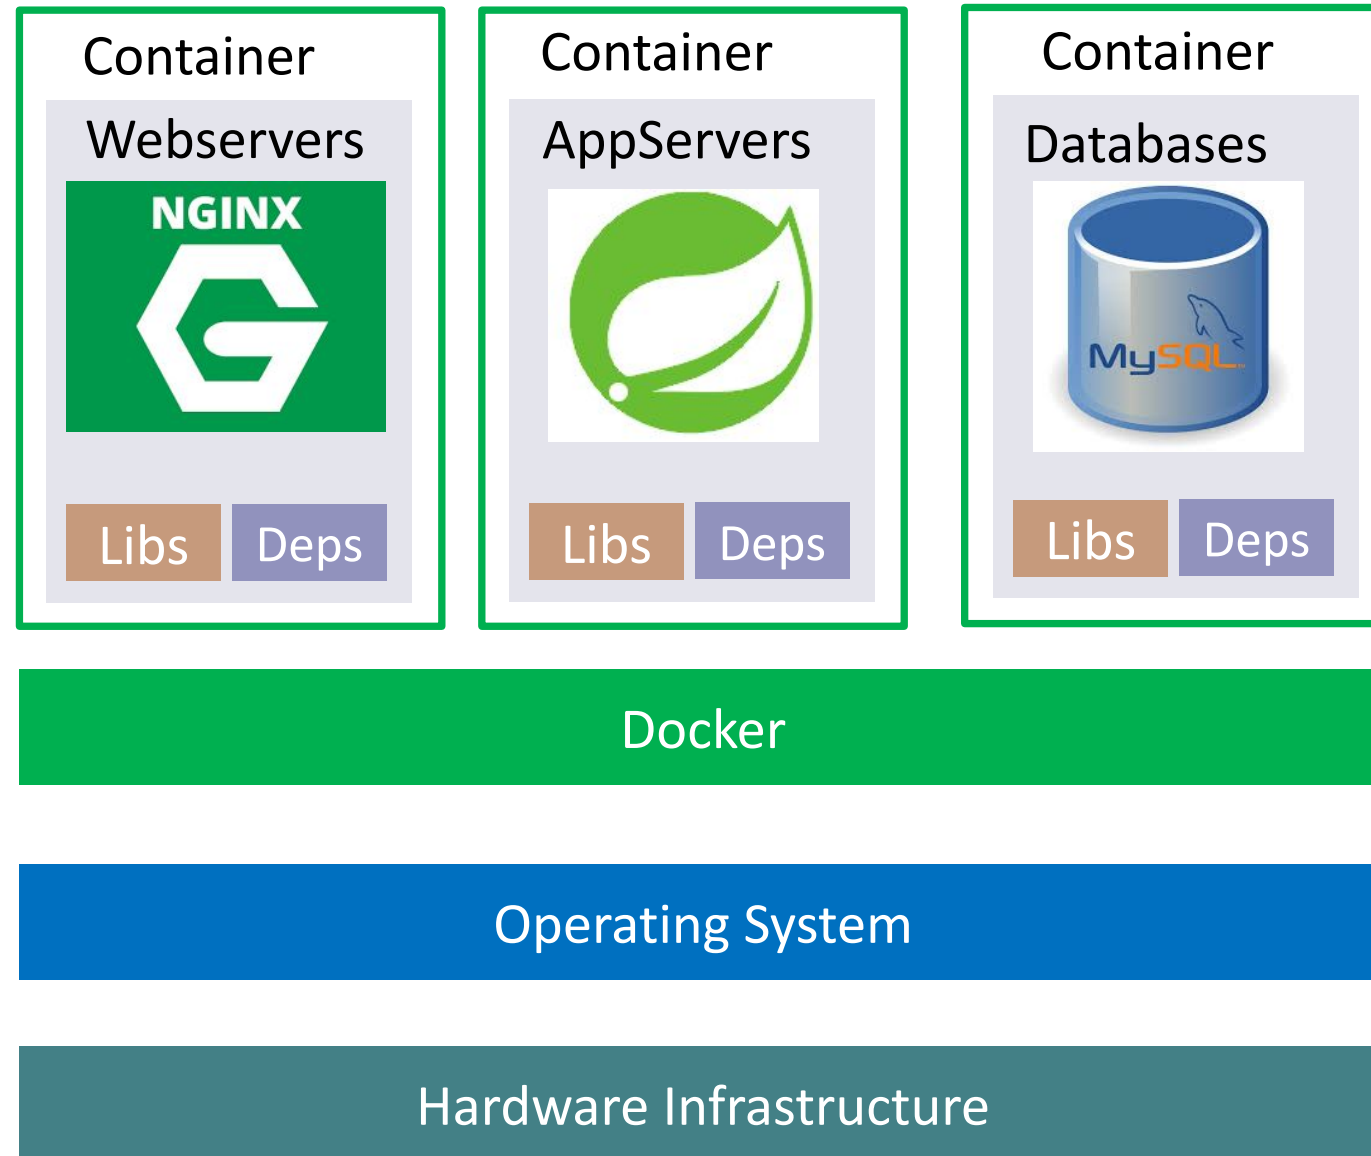 Container
Webservers
NGINX
Libs Deps
Container
AppServers
Libs Deps
Container
Databases
MySQL
Libs Deps
Docker
Operating System
Hardware Infrastructure